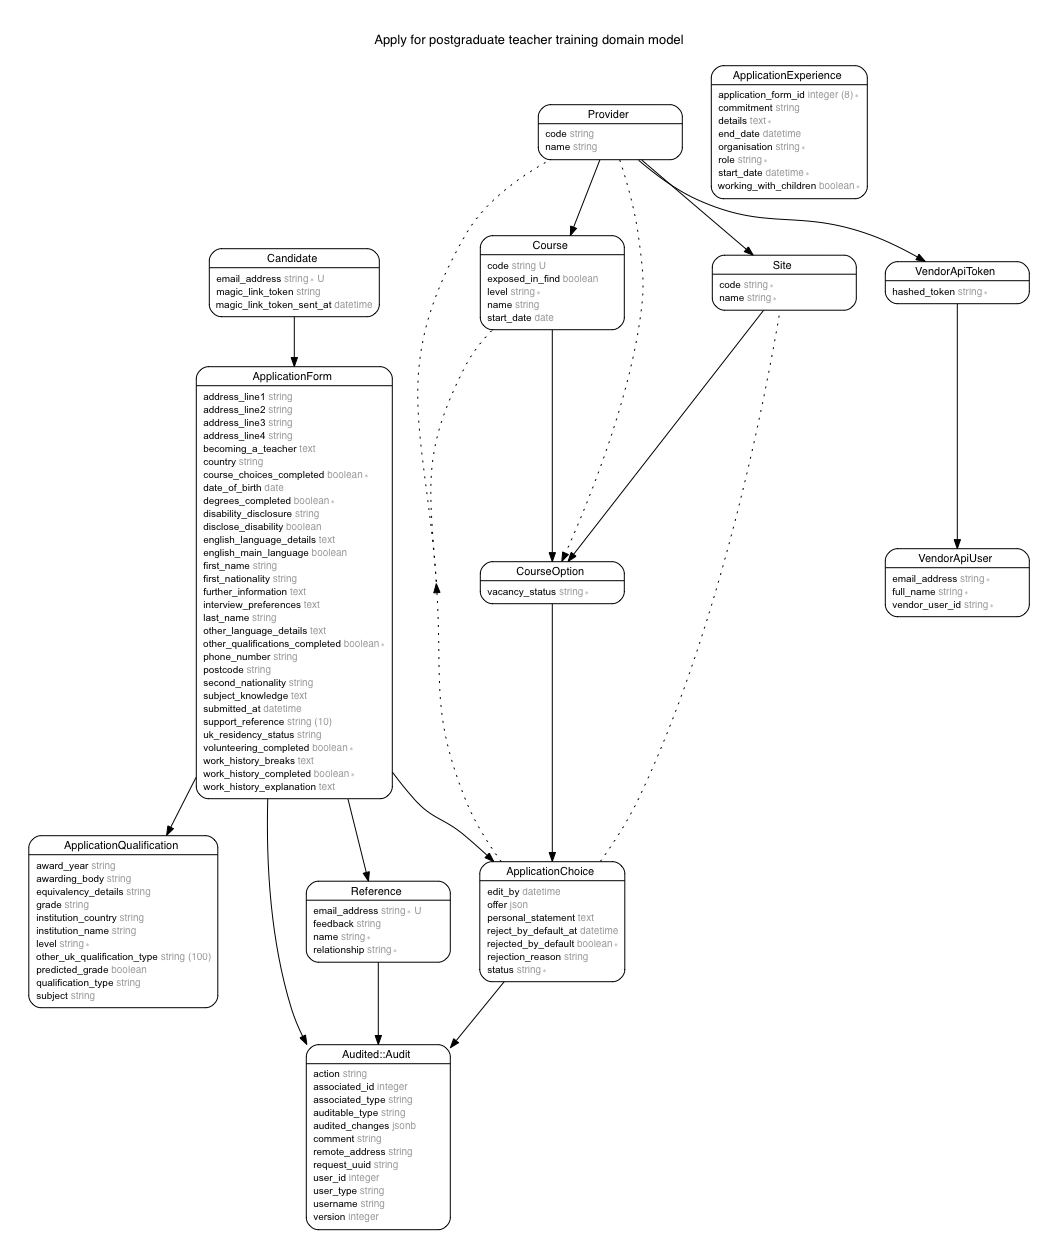 Apply for postgraduate teacher training domain model
ApplicationExperience
application_form_id integer (8) ∗
commitment string
details text ∗
end_date datetime
organisation string ∗
role string ∗
start_date datetime ∗
working_with_children boolean ∗
Provider
code string
name string
Course
code string U
exposed_in_find boolean
level string ∗
name string
start_date date
Site
code string ∗
name string ∗
VendorApiToken
hashed_token string ∗
Candidate
email_address string ∗ U
magic_link_token string
magic_link_token_sent_at datetime
ApplicationForm
address_line1 string
address_line2 string
address_line3 string
address_line4 string
becoming_a_teacher text
country string
course_choices_completed boolean ∗
date_of_birth date
degrees_completed boolean ∗
disability_disclosure string
disclose_disability boolean
english_language_details text
english_main_language boolean
first_name string
first_nationality string
further_information text
interview_preferences text
last_name string
other_language_details text
other_qualifications_completed boolean ∗
phone_number string
postcode string
second_nationality string
subject_knowledge text
submitted_at datetime
support_reference string (10)
uk_residency_status string
volunteering_completed boolean ∗
work_history_breaks text
work_history_completed boolean ∗
work_history_explanation text
CourseOption
vacancy_status string ∗
VendorApiUser
email_address string ∗
full_name string ∗
vendor_user_id string ∗
ApplicationQualification
award_year string
awarding_body string
equivalency_details string
grade string
institution_country string
institution_name string
level string ∗
other_uk_qualification_type string (100)
predicted_grade boolean
qualification_type string
subject string
Reference
email_address string ∗ U
feedback string
name string ∗
relationship string ∗
ApplicationChoice
edit_by datetime
offer json
personal_statement text
reject_by_default_at datetime
rejected_by_default boolean ∗
rejection_reason string
status string ∗
Audited::Audit
action string
associated_id integer
associated_type string
auditable_type string
audited_changes jsonb
comment string
remote_address string
request_uuid string
user_id integer
user_type string
username string
version integer